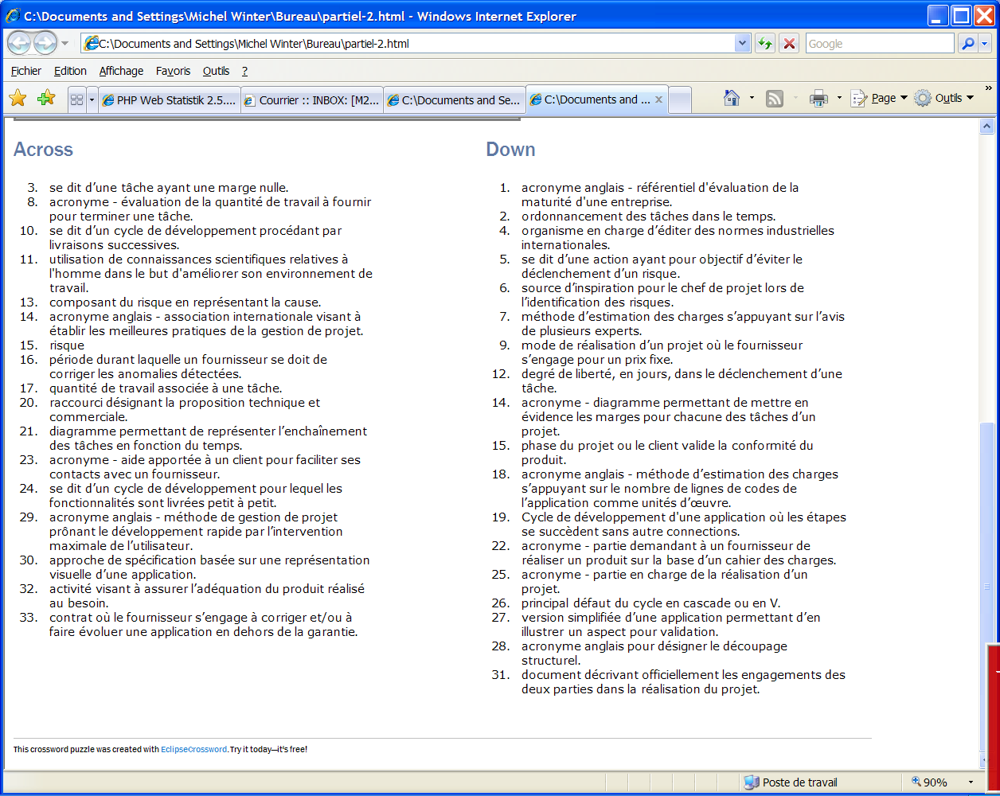 C:\Documents and Settings\Michel Winter\Bureau\partiel-2.html - Windows Internet Explorer
C:\Documents and Settings\Michel Winter\Bureau\partiel-2.html
Google
Fichier Edition Affichage Favoris Outils ?
PHP Web Statistik 2.5.... Courrier :: INBOX: [M2... C:\Documents and Se... C:\Documents and ... x Page Outils »
Across
3. se dit d’une tâche ayant une marge nulle.
8. acronyme - évaluation de la quantité de travail à fournir
pour terminer une tâche.
10. se dit d’un cycle de développement procédant par
livraisons successives.
11. utilisation de connaissances scientifiques relatives à
l'homme dans le but d'améliorer son environnement de
travail.
13. composant du risque en représentant la cause.
14. acronyme anglais - association internationale visant à
établir les meilleures pratiques de la gestion de projet.
15. risque
16. période durant laquelle un fournisseur se doit de
corriger les anomalies détectées.
17. quantité de travail associée à une tâche.
20. raccourci désignant la proposition technique et
commerciale.
21. diagramme permettant de représenter l’enchaînement
des tâches en fonction du temps.
23. acronyme - aide apportée à un client pour faciliter ses
contacts avec un fournisseur.
24. se dit d’un cycle de développement pour lequel les
fonctionnalités sont livrées petit à petit.
29. acronyme anglais - méthode de gestion de projet
prônant le développement rapide par l’intervention
maximale de l’utilisateur.
30. approche de spécification basée sur une représentation
visuelle d’une application.
32. activité visant à assurer l’adéquation du produit réalisé
au besoin.
33. contrat où le fournisseur s’engage à corriger et/ou à
faire évoluer une application en dehors de la garantie.
Down
1. acronyme anglais - référentiel d'évaluation de la
maturité d'une entreprise.
2. ordonnancement des tâches dans le temps.
4. organisme en charge d’éditer des normes industrielles
internationales.
5. se dit d’une action ayant pour objectif d’éviter le
déclenchement d’un risque.
6. source d’inspiration pour le chef de projet lors de
l’identification des risques.
7. méthode d’estimation des charges s’appuyant sur l’avis
de plusieurs experts.
9. mode de réalisation d’un projet où le fournisseur
s’engage pour un prix fixe.
12. degré de liberté, en jours, dans le déclenchement d’une
tâche.
14. acronyme - diagramme permettant de mettre en
évidence les marges pour chacune des tâches d’un
projet.
15. phase du projet ou le client valide la conformité du
produit.
18. acronyme anglais - méthode d’estimation des charges
s’appuyant sur le nombre de lignes de codes de
l’application comme unités d’œuvre.
19. Cycle de développement d'une application où les étapes
se succèdent sans autre connections.
22. acronyme - partie demandant à un fournisseur de
réaliser un produit sur la base d’un cahier des charges.
25. acronyme - partie en charge de la réalisation d’un
projet.
26. principal défaut du cycle en cascade ou en V.
27. version simplifiée d’une application permettant d’en
illustrer un aspect pour validation.
28. acronyme anglais pour désigner le découpage
structurel.
31. document décrivant officiellement les engagements des
deux parties dans la réalisation du projet.
This crossword puzzle was created with EclipseCrossword. Try it today—it's free!
Poste de travail 90%